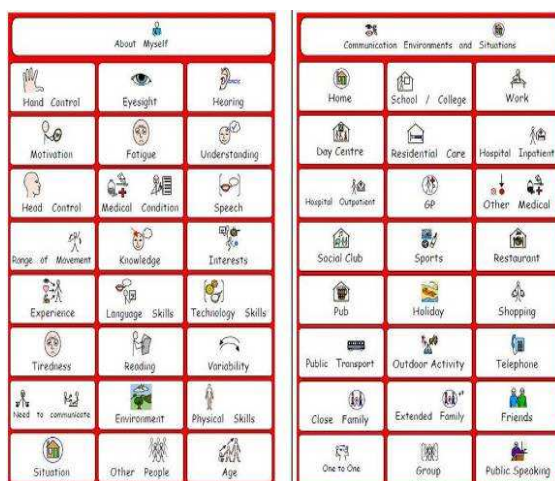 About Myself
Hand Control
Eyesight
Hearing
Motivation
Fatigue
Understanding
Head Control
Medical Condition
Speech
Range of Movement
Knowledge
Interests
Experience
Language Skills
Technology Skills
Tiredness
Reading
Variability
Need to communicate
Environment
Physical Skills
Situation
Other People
Age
Communication Environments and Situations
Home
School / College
Work
Day Centre
Residential Care
Hospital Inpatient
Hospital Outpatient
GP
Other Medical
Social Club
Sports
Restaurant
Pub
Holiday
Shopping
Public Transport
Outdoor Activity
Telephone
Close Family
Extended Family
Friends
One to One
Group
Public Speaking